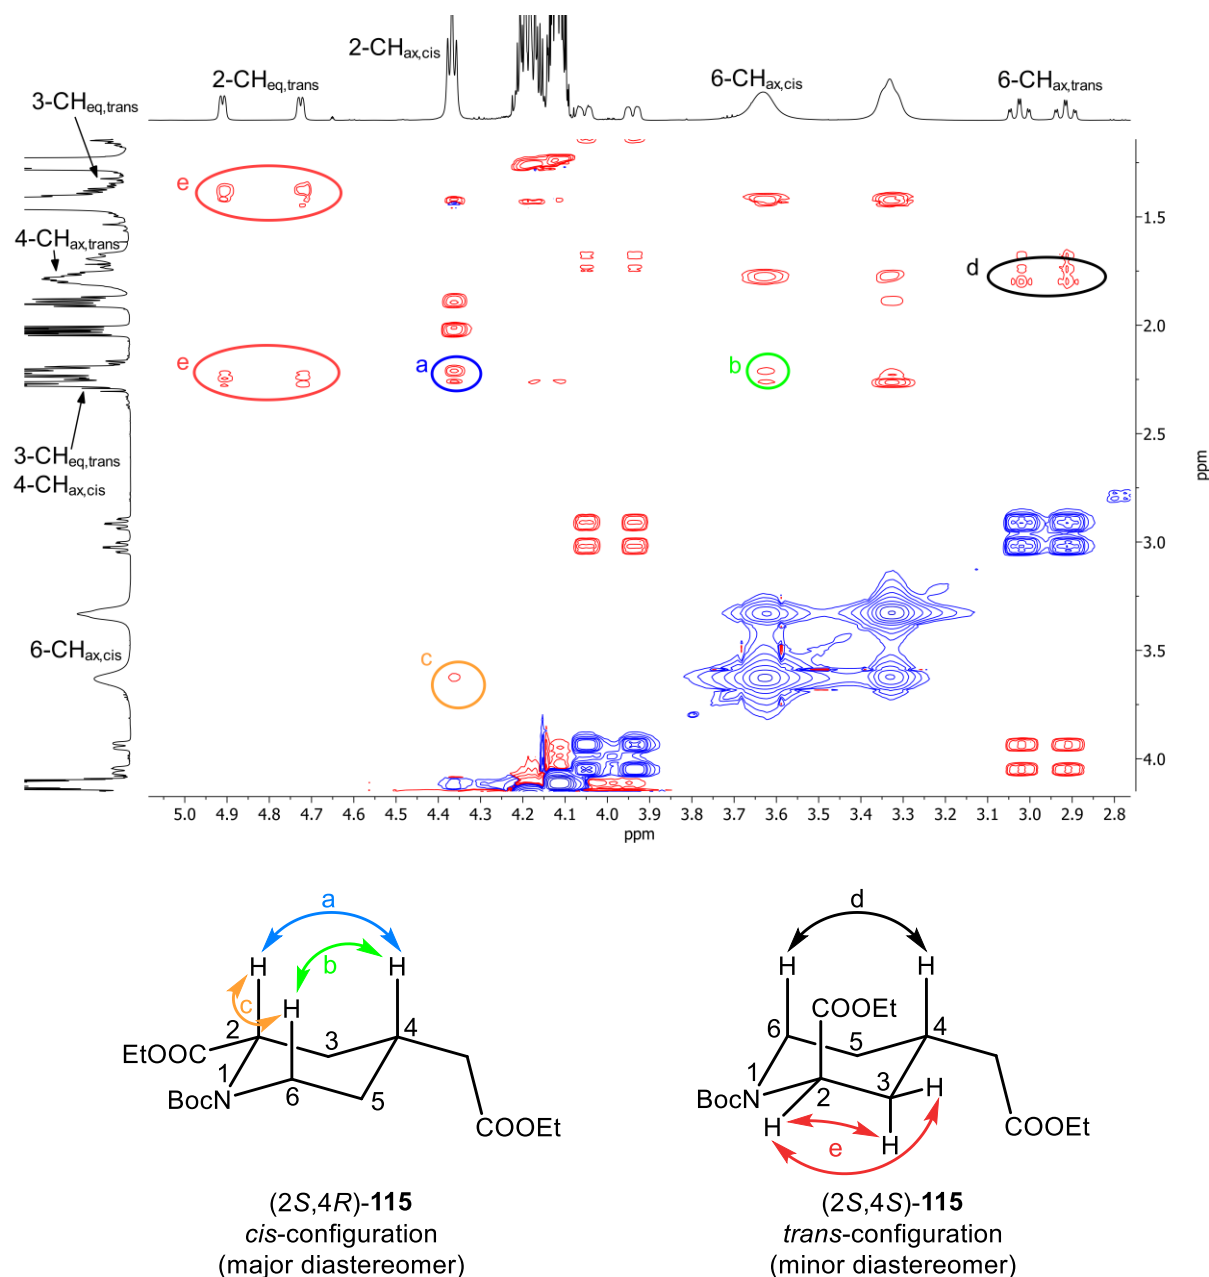 2-CHax,cis
2-CHeq,trans
6-CHax,cis
6-CHax,trans
3-CHeq,trans
4-CHax,trans
3-CHeq,trans
4-CHax,cis
6-CHax,cis
e
e
a
b
c
d
1.5
2.0
2.5
3.0
3.5
4.0
ppm
5.0 4.9 4.8 4.7 4.6 4.5 4.4 4.3 4.2 4.1 4.0 3.9 3.8 3.7 3.6 3.5 3.4 3.3 3.2 3.1 3.0 2.9 2.8
ppm
a
b
c
H
H
H
2
3
4
EtOOC
1
BocN
6
5
COOEt
(2S,4R)-115
cis-configuration
(major diastereomer)
d
H
H
COOEt
6
5
4
1
3
H
BocN
2
H
H
e
COOEt
(2S,4S)-115
trans-configuration
(minor diastereomer)